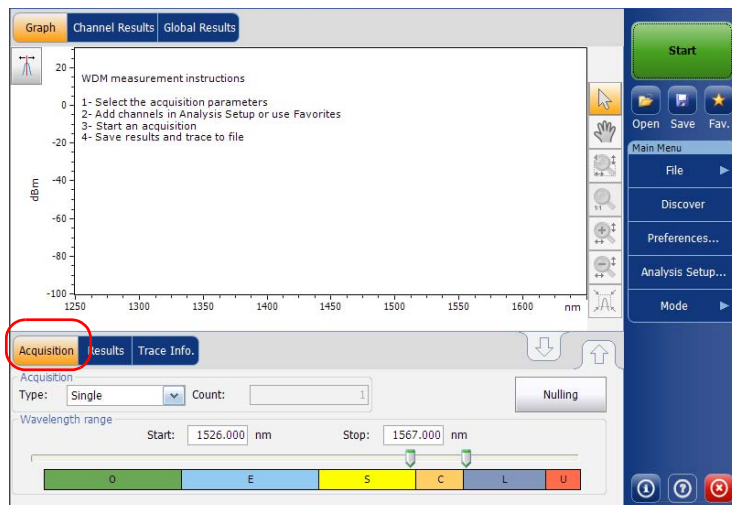 Graph Channel Results Global Results
Start
20
WDM measurement instructions
0
1- Select the acquisition parameters
2- Add channels in Analysis Setup or use Favorites
3- Start an acquisition
4- Save results and trace to file
-20
-40
dBm
-60
-80
-100
1250 1300 1350 1400 1450 1500 1550 1600 nm
1:1
Open Save Fav.
Main Menu
File
Discover
Preferences...
Analysis Setup...
Mode
Acquisition Results Trace Info.
Acquisition
Type: Single Count: 1 Nulling
Wavelength range
Start: 1526.000 nm Stop: 1567.000 nm
O E S C L U